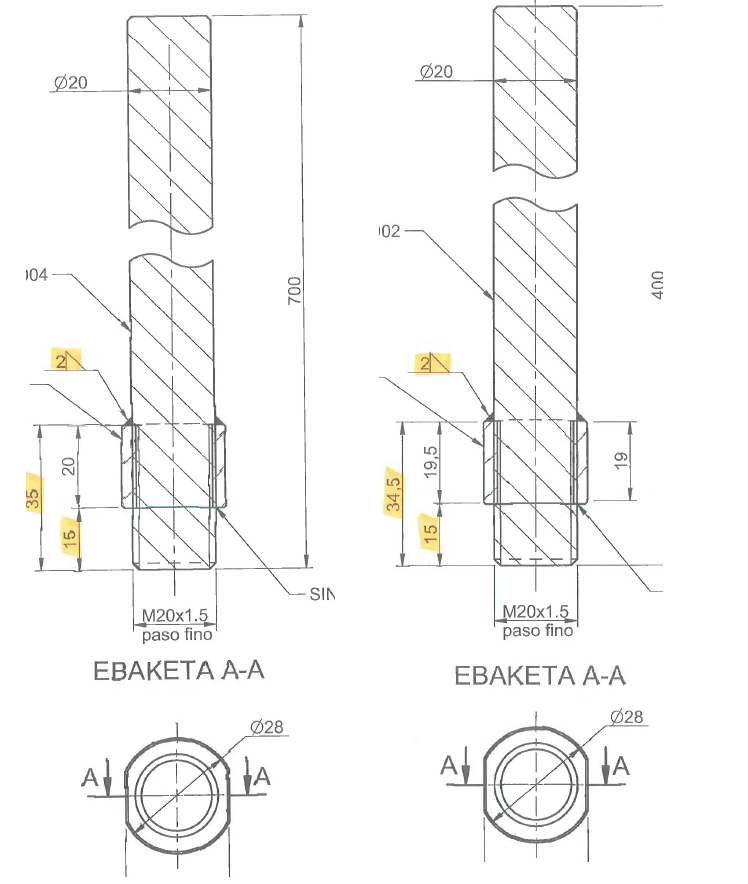 Ø20
700
004
2
20
35
15
SIN
M20x1.5
paso fino
EBAKETA A-A
Ø28
A
A
Ø20
400
002
2
19,5
19
34,5
15
M20x1.5
paso fino
EBAKETA A-A
Ø28
A
A